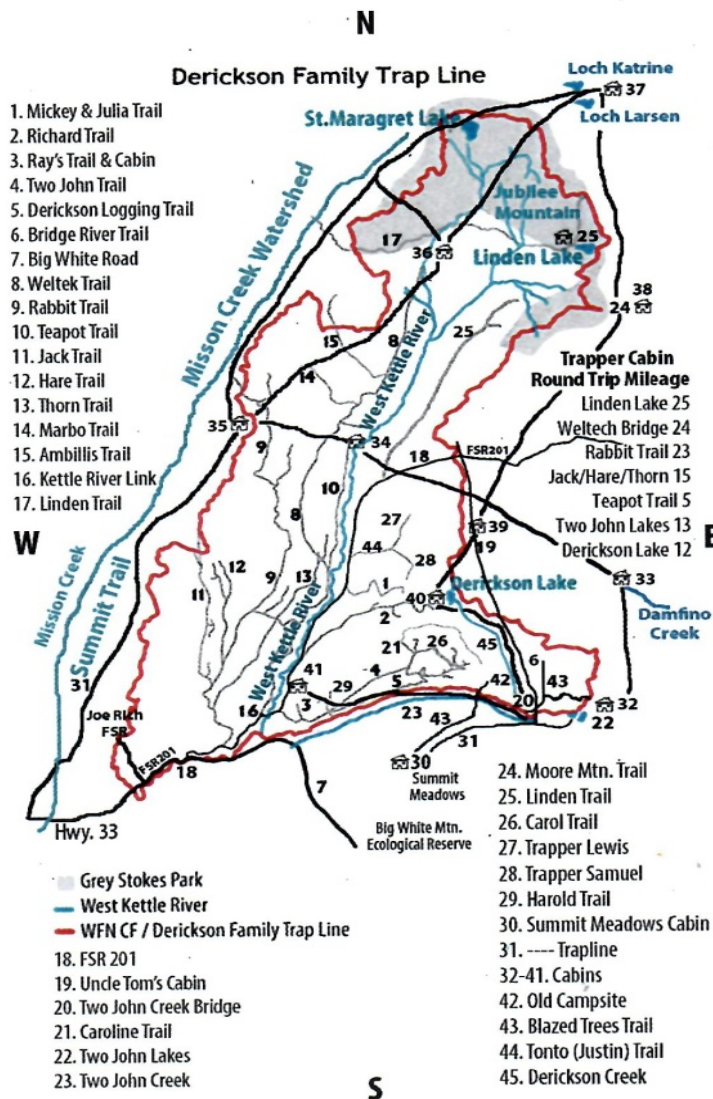 N
Derickson Family Trap Line
1. Mickey & Julia Trail
2. Richard Trail
3. Ray's Trail & Cabin
4. Two John Trail
5. Derickson Logging Trail
6. Bridge River Trail
7. Big White Road
8. Weltek Trail
9. Rabbit Trail
10. Teapot Trail
11. Jack Trail
12. Hare Trail
13. Thorn Trail
14. Marbo Trail
15. Ambillis Trail
16. Kettle River Link
17. Linden Trail
Loch Katrine
37
Loch Larsen
St.Maragret Lake
Misson Creek Watershed
Jubilee
Mountain
17
36
25
Linden Lake
38
24
15
8
25
14
West Kettle River
Trapper Cabin
Round Trip Mileage
Linden Lake 25
Weltech Bridge 24
Rabbit Trail 23
Jack/Hare/Thorn 15
Teapot Trail 5
Two John Lakes 13
Derickson Lake 12
35
9
34
18
FSR201
10
8
27
39
19
W
E
44
28
33
Damfino
Creek
12
11
9
13
1
40
Derickson Lake
2
Mission Creek
Summit Trail
West Kettle River
21
26
45
6
41
4
5
42
43
31
3
29
20
32
22
16
23
43
31
Joe Rich
FSR
FSR201
18
30
Summit
Meadows
7
Hwy. 33
Big White Mtn.
Ecological Reserve
Grey Stokes Park
West Kettle River
WFN CF / Derickson Family Trap Line
18. FSR 201
19. Uncle Tom's Cabin
20. Two John Creek Bridge
21. Caroline Trail
22. Two John Lakes
23. Two John Creek
24. Moore Mtn. Trail
25. Linden Trail
26. Carol Trail
27. Trapper Lewis
28. Trapper Samuel
29. Harold Trail
30. Summit Meadows Cabin
31. ---- Trapline
32-41. Cabins
42. Old Campsite
43. Blazed Trees Trail
44. Tonto (Justin) Trail
45. Derickson Creek
S